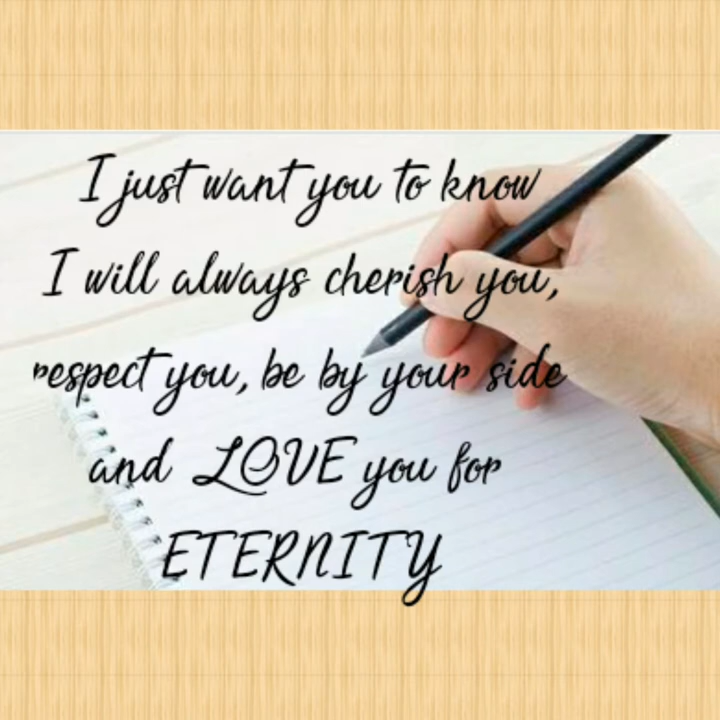 I just want you to know
I will always cherish you,
respect you, be by your side
and LOVE you for
ETERNITY